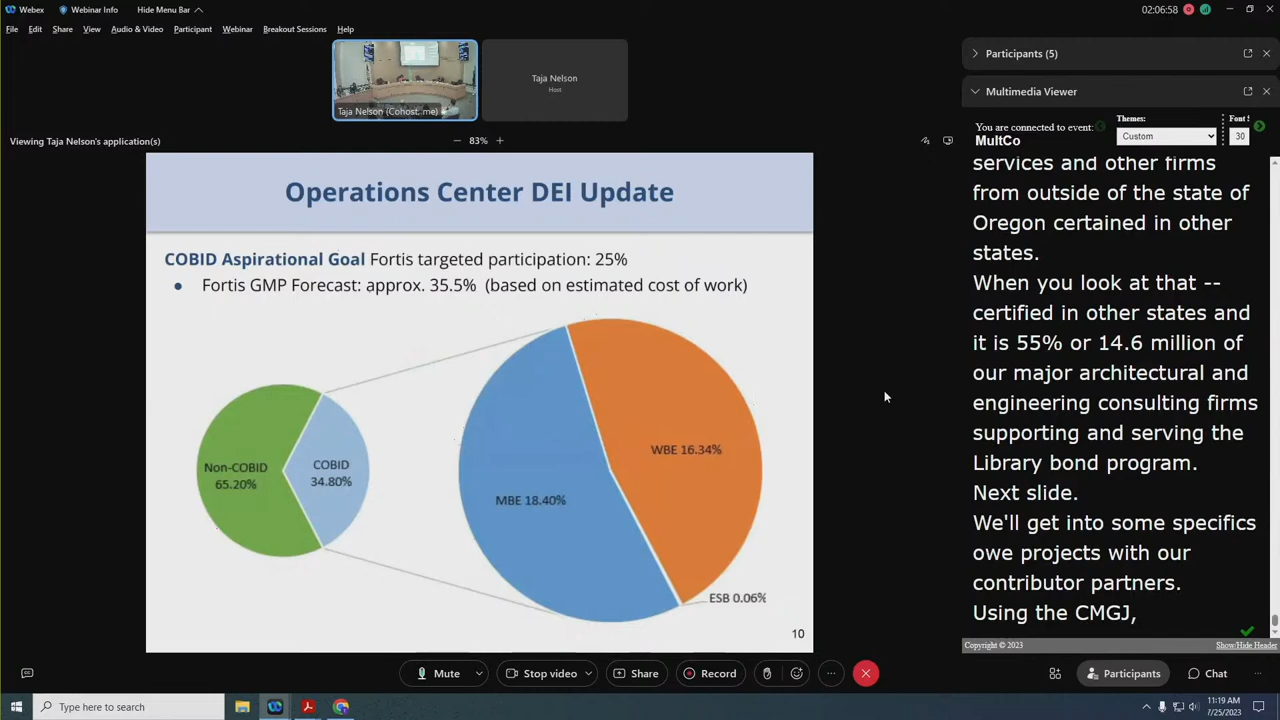 Webex
Webinar Info
Hide Menu Bar
02:06:58
File Edit Share View Audio & Video Participant Webinar Breakout Sessions Help
Taja Nelson (Cohost, me)
Taja Nelson
Host
Viewing Taja Nelson's application(s)
83%
Operations Center DEI Update
COBID Aspirational Goal Fortis targeted participation: 25%
Fortis GMP Forecast: approx. 35.5% (based on estimated cost of work)
Non-COBID
65.20%
COBID
34.80%
MBE 18.40%
WBE 16.34%
ESB 0.06%
10
Participants (5)
Multimedia Viewer
You are connected to event:
MultCo
Themes:
Custom
Font S
30
services and other firms
from outside of the state of
Oregon certained in other
states.
When you look at that --
certified in other states and
it is 55% or 14.6 million of
our major architectural and
engineering consulting firms
supporting and serving the
Library bond program.
Next slide.
We'll get into some specifics
owe projects with our
contributor partners.
Using the CMGJ,
Copyright © 2023
Show/Hide Header
Mute
Stop video
Share
Record
Participants
Chat
Type here to search
11:19 AM
7/25/2023